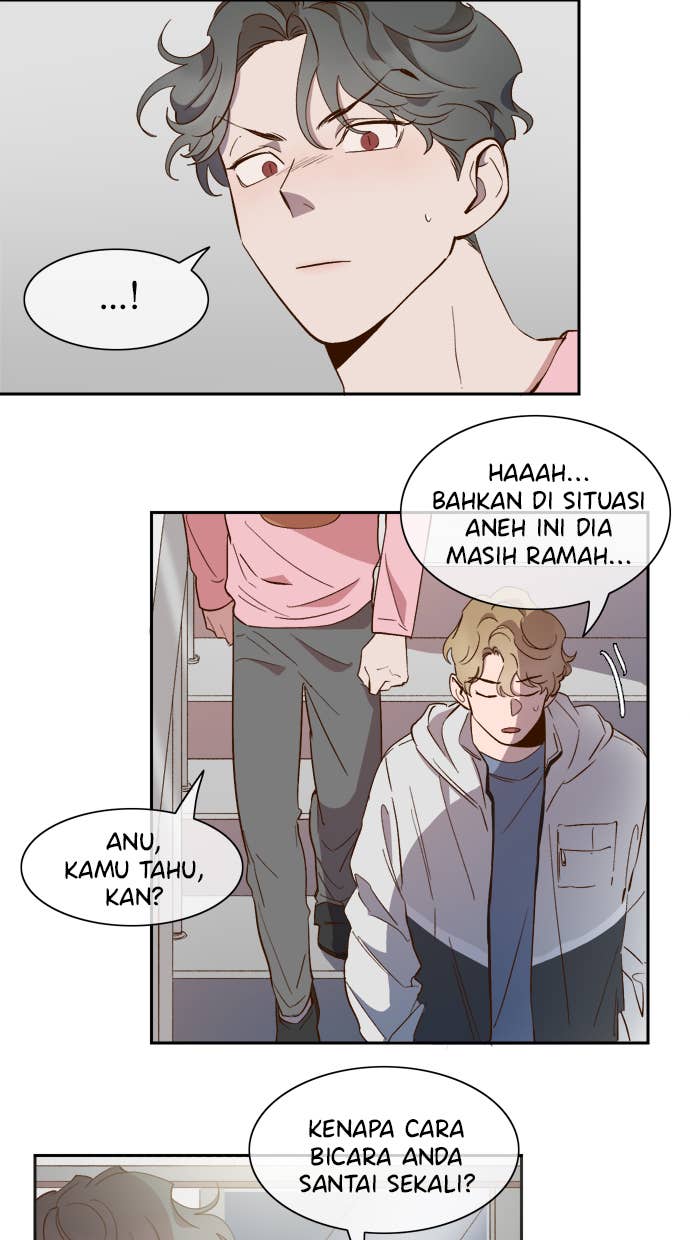 ...!
HAAAH...
BAHKAN DI SITUASI
ANEH INI DIA
MASIH RAMAH...
ANU,
KAMU TAHU,
KAN?
KENAPA CARA
BICARA ANDA
SANTAI SEKALI?